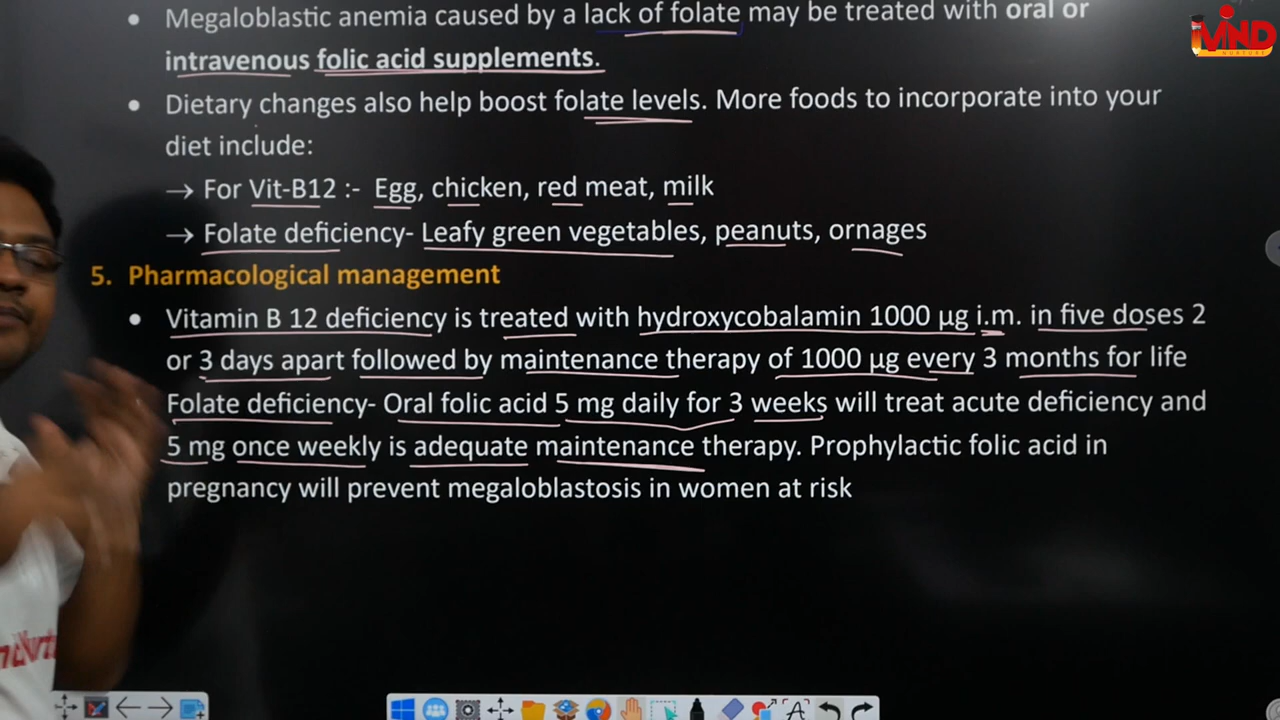 • Megaloblastic anemia caused by a lack of folate may be treated with oral or
intravenous folic acid supplements.
• Dietary changes also help boost folate levels. More foods to incorporate into your
diet include:
→ For Vit-B12 :- Egg, chicken, red meat, milk
→ Folate deficiency- Leafy green vegetables, peanuts, ornages
5. Pharmacological management
• Vitamin B 12 deficiency is treated with hydroxycobalamin 1000 µg i.m. in five doses 2
or 3 days apart followed by maintenance therapy of 1000 µg every 3 months for life
Folate deficiency- Oral folic acid 5 mg daily for 3 weeks will treat acute deficiency and
5 mg once weekly is adequate maintenance therapy. Prophylactic folic acid in
pregnancy will prevent megaloblastosis in women at risk
MIND
NURTURE